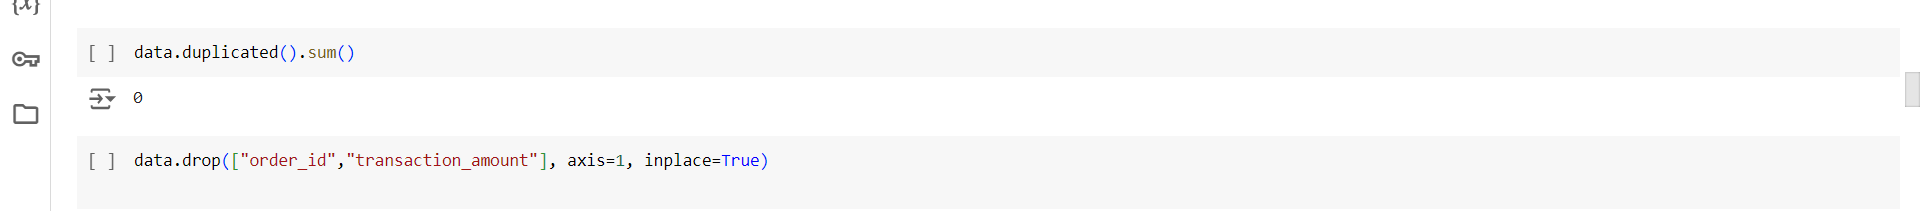 {x}
[ ] data.duplicated().sum()
0
[ ] data.drop(["order_id","transaction_amount"], axis=1, inplace=True)